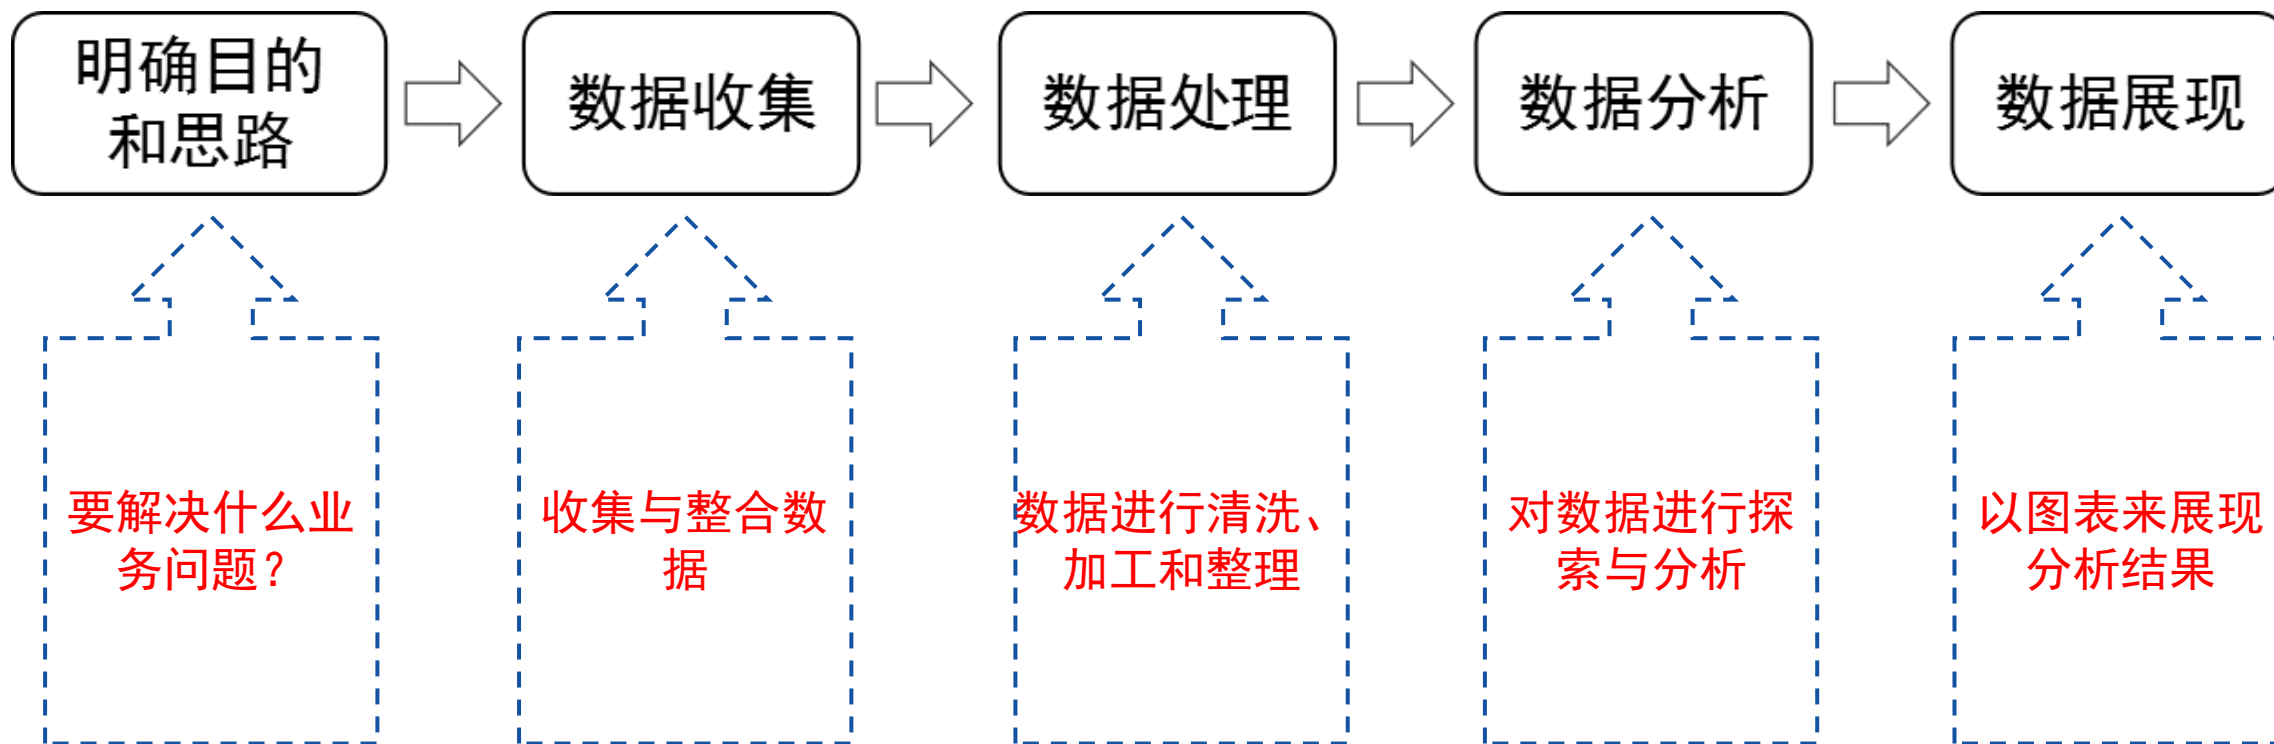 明确目的
和思路
数据收集
数据处理
数据分析
数据展现
要解决什么业
务问题?
收集与整合数
据
数据进行清洗、
加工和整理
对数据进行探
索与分析
以图表来展现
分析结果